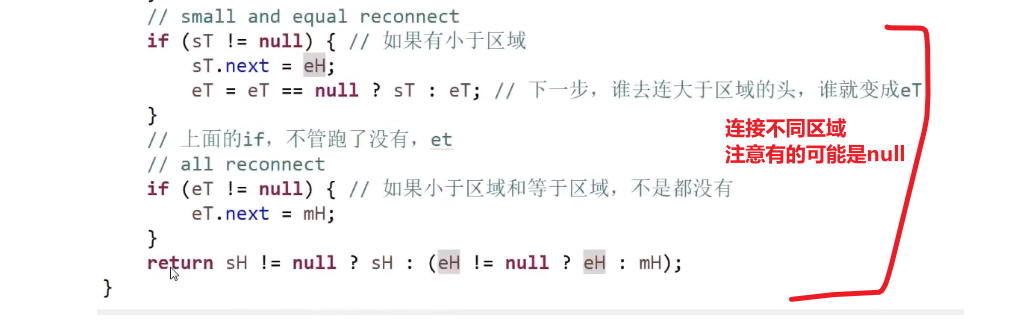 // small and equal reconnect
if (sT != null) { // 如果有小于区域
sT.next = eH;
eT = eT == null ? sT : eT; // 下一步，谁去连大于区域的头，谁就变成eT
}
// 上面的if，不管跑了没有，et
// all reconnect
if (eT != null) { // 如果小于区域和等于区域，不是都没有
eT.next = mH;
}
return sH != null ? sH : (eH != null ? eH : mH);
}
连接不同区域
注意有的可能是null